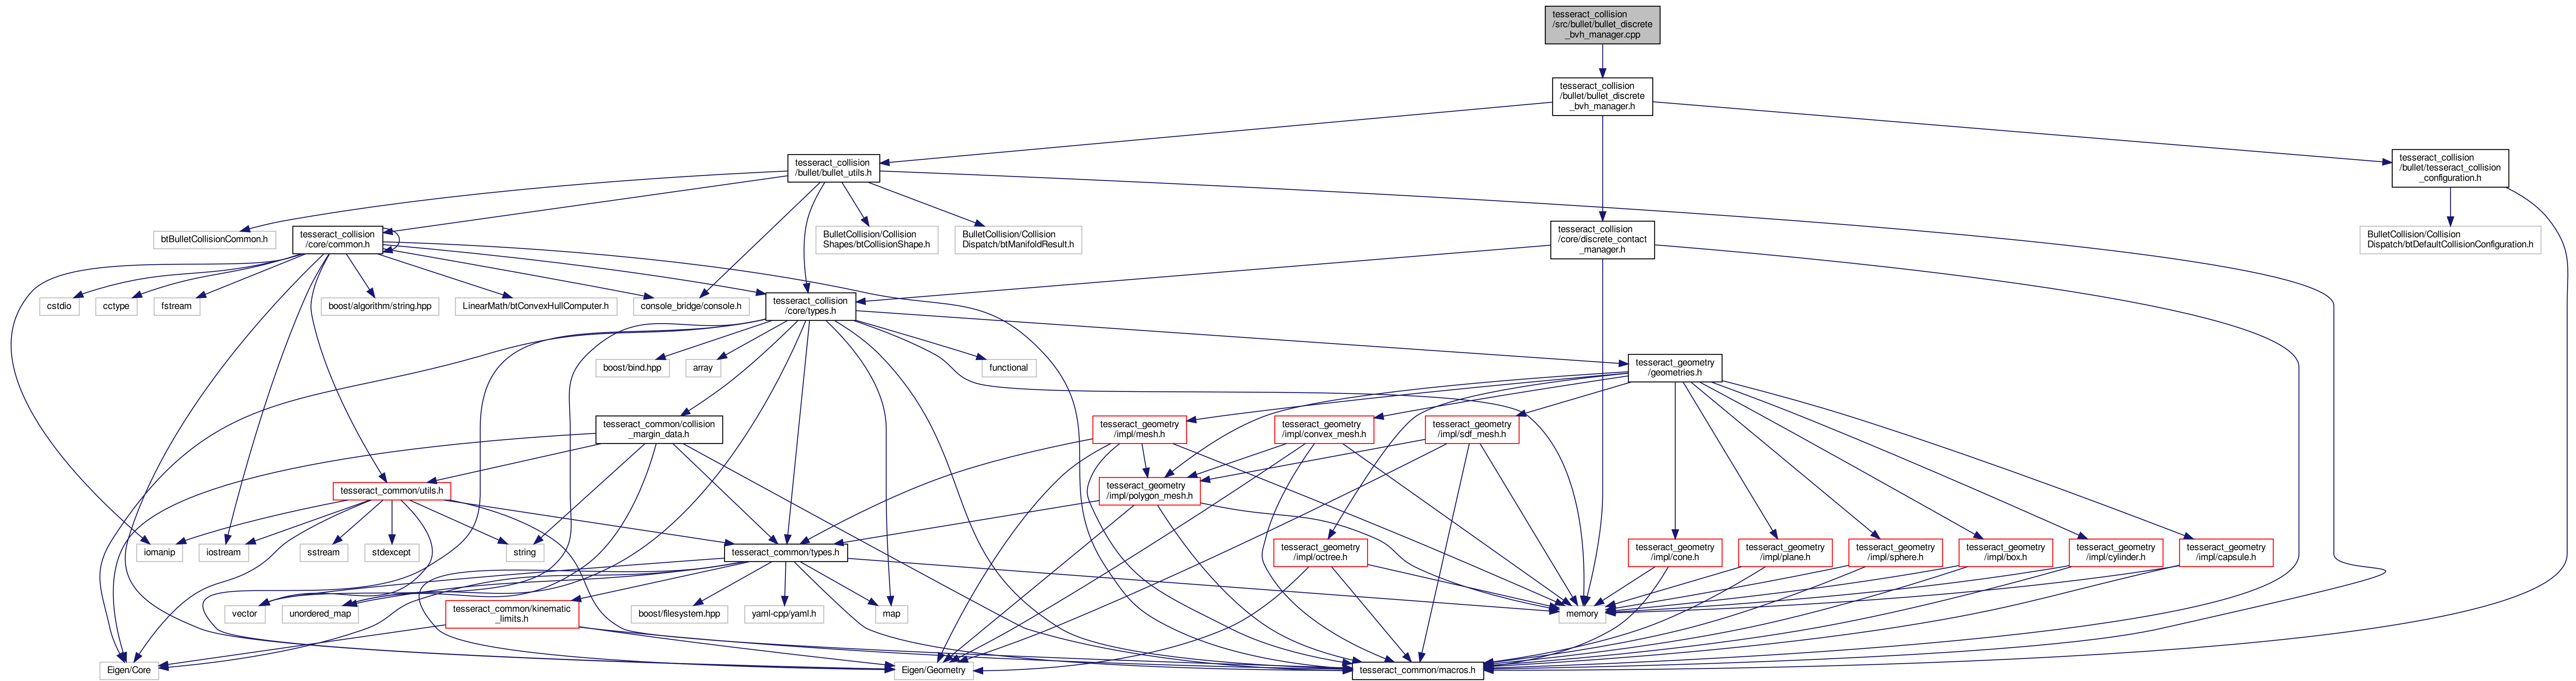 tesseract_collision
/src/bullet/bullet_discrete
_bvh_manager.cpp
tesseract_collision
/bullet/bullet_discrete
_bvh_manager.h
tesseract_collision
/bullet/bullet_utils.h
tesseract_collision
/bullet/tesseract_collision
_configuration.h
btBulletCollisionCommon.h
tesseract_collision
/core/common.h
BulletCollision/Collision
Shapes/btCollisionShape.h
BulletCollision/Collision
Dispatch/btManifoldResult.h
tesseract_collision
/core/discrete_contact
_manager.h
BulletCollision/Collision
Dispatch/btDefaultCollisionConfiguration.h
cstdio
cctype
fstream
boost/algorithm/string.hpp
LinearMath/btConvexHullComputer.h
console_bridge/console.h
tesseract_collision
/core/types.h
boost/bind.hpp
array
functional
tesseract_geometry
/geometries.h
tesseract_common/collision
_margin_data.h
tesseract_geometry
/impl/mesh.h
tesseract_geometry
/impl/convex_mesh.h
tesseract_geometry
/impl/sdf_mesh.h
tesseract_common/utils.h
tesseract_geometry
/impl/polygon_mesh.h
iomanip
iostream
sstream
stdexcept
string
tesseract_common/types.h
tesseract_geometry
/impl/octree.h
tesseract_geometry
/impl/cone.h
tesseract_geometry
/impl/plane.h
tesseract_geometry
/impl/sphere.h
tesseract_geometry
/impl/box.h
tesseract_geometry
/impl/cylinder.h
tesseract_geometry
/impl/capsule.h
vector
unordered_map
tesseract_common/kinematic
_limits.h
boost/filesystem.hpp
yaml-cpp/yaml.h
map
memory
Eigen/Core
Eigen/Geometry
tesseract_common/macros.h